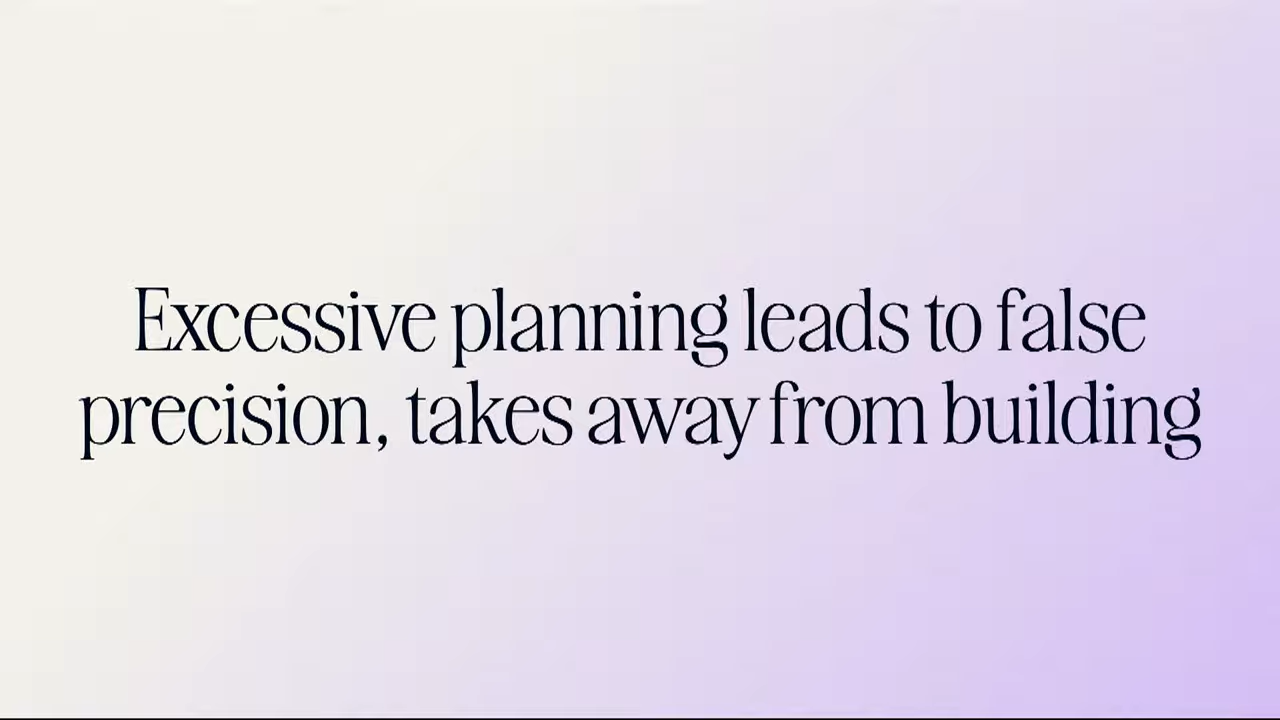 Excessive planning leads to false
precision, takes away from building